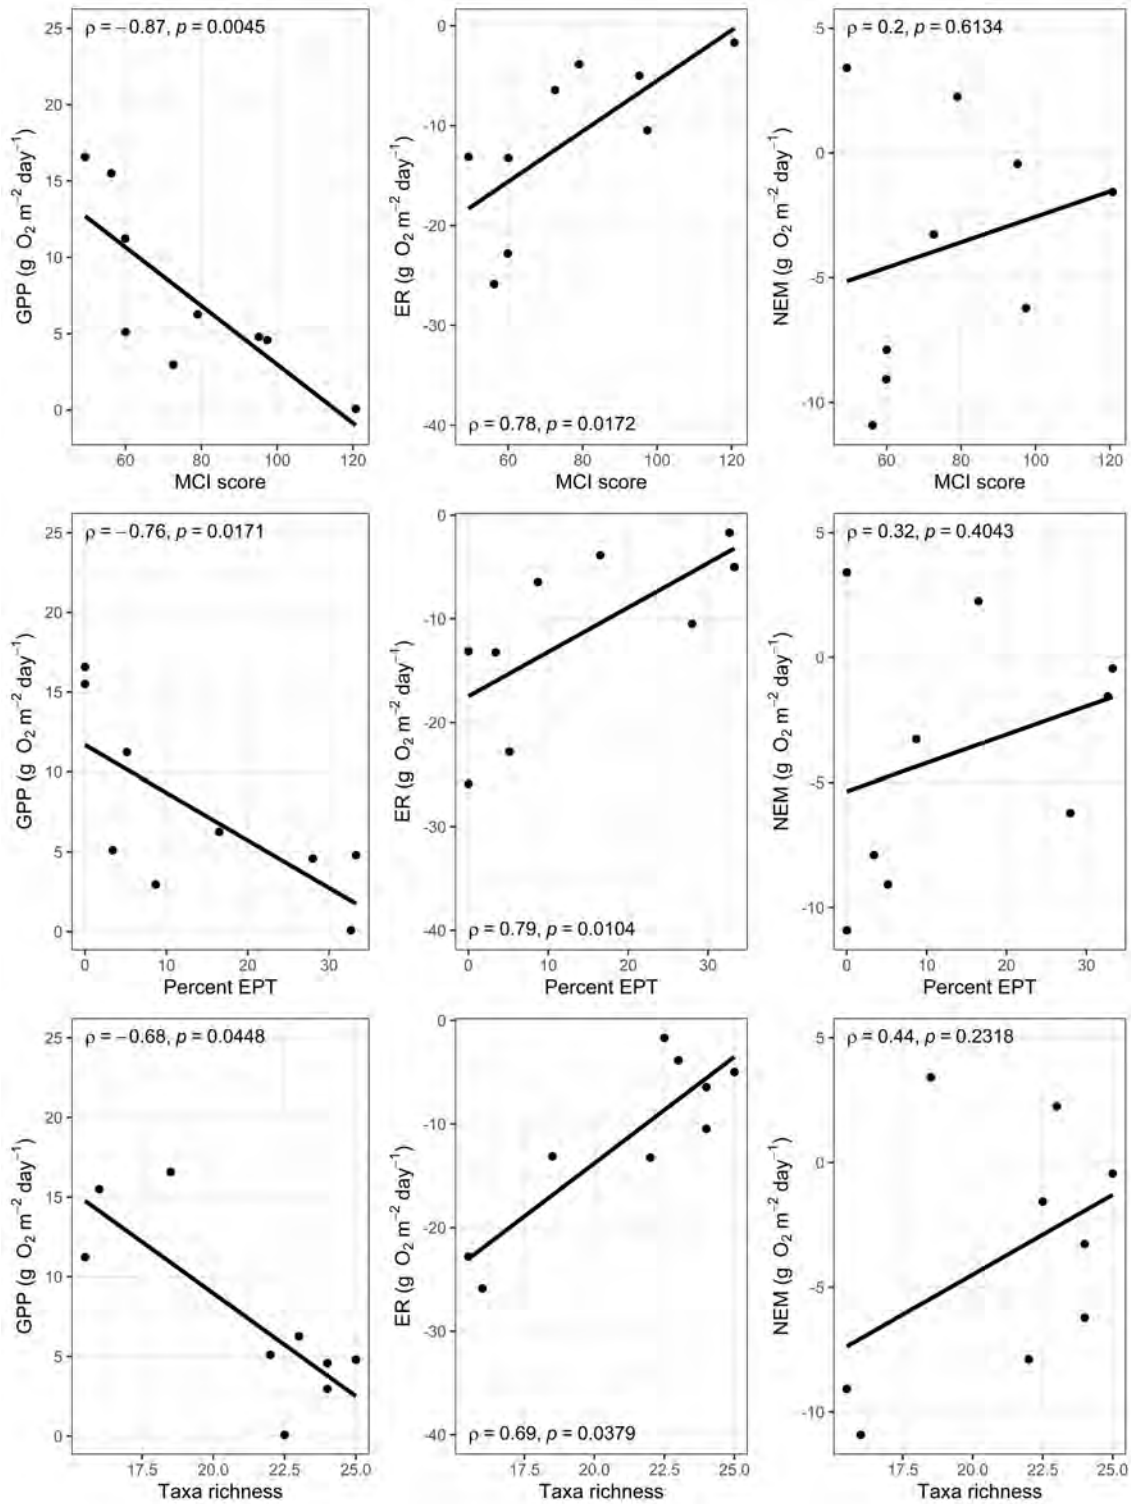 ρ = −0.87, p = 0.0045
GPP (g O₂ m⁻² day⁻¹)
25
20
15
10
5
0
60 80 100 120
MCI score
ρ = 0.78, p = 0.0172
ER (g O₂ m⁻² day⁻¹)
0
-10
-20
-30
-40
60 80 100 120
MCI score
ρ = 0.2, p = 0.6134
NEM (g O₂ m⁻² day⁻¹)
5
0
-5
-10
60 80 100 120
MCI score
ρ = −0.76, p = 0.0171
GPP (g O₂ m⁻² day⁻¹)
25
20
15
10
5
0
0 10 20 30
Percent EPT
ρ = 0.79, p = 0.0104
ER (g O₂ m⁻² day⁻¹)
0
-10
-20
-30
-40
0 10 20 30
Percent EPT
ρ = 0.32, p = 0.4043
NEM (g O₂ m⁻² day⁻¹)
5
0
-5
-10
0 10 20 30
Percent EPT
ρ = −0.68, p = 0.0448
GPP (g O₂ m⁻² day⁻¹)
25
20
15
10
5
0
17.5 20.0 22.5 25.0
Taxa richness
ρ = 0.69, p = 0.0379
ER (g O₂ m⁻² day⁻¹)
0
-10
-20
-30
-40
17.5 20.0 22.5 25.0
Taxa richness
ρ = 0.44, p = 0.2318
NEM (g O₂ m⁻² day⁻¹)
5
0
-5
-10
17.5 20.0 22.5 25.0
Taxa richness